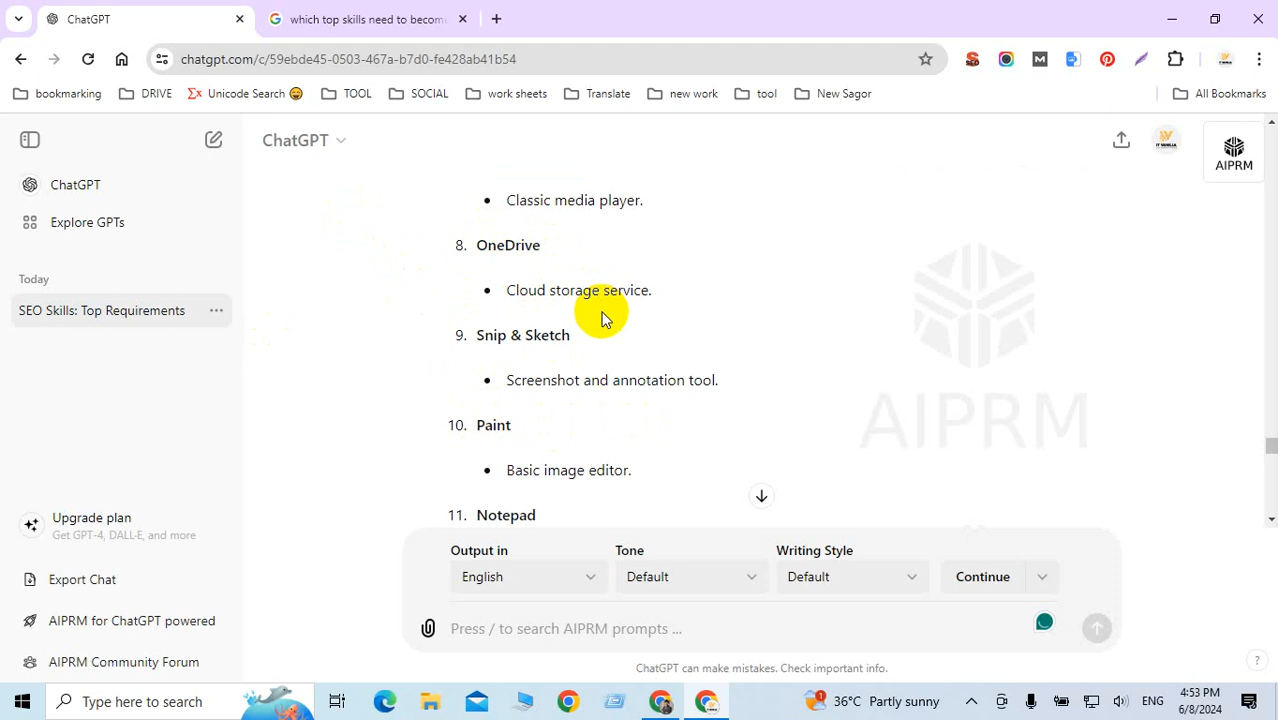 ChatGPT
which top skills need to becom
chatgpt.com/c/59ebde45-0503-467a-b7d0-fe428ab41b54
bookmarking
DRIVE
Unicode Search
TOOL
SOCIAL
work sheets
Translate
new work
tool
New Sagor
All Bookmarks
ChatGPT
AIPRM
ChatGPT
Explore GPTs
Today
SEO Skills: Top Requirements
• Classic media player.
8. OneDrive
• Cloud storage service.
9. Snip & Sketch
• Screenshot and annotation tool.
10. Paint
• Basic image editor.
11. Notepad
AIPRM
Upgrade plan
Get GPT-4, DALL·E, and more
Export Chat
AIPRM for ChatGPT powered
AIPRM Community Forum
Output in
Tone
Writing Style
English
Default
Default
Continue
Press / to search AIPRM prompts ...
ChatGPT can make mistakes. Check important info.
?
Type here to search
1
36°C Partly sunny
ENG
4:53 PM
6/8/2024